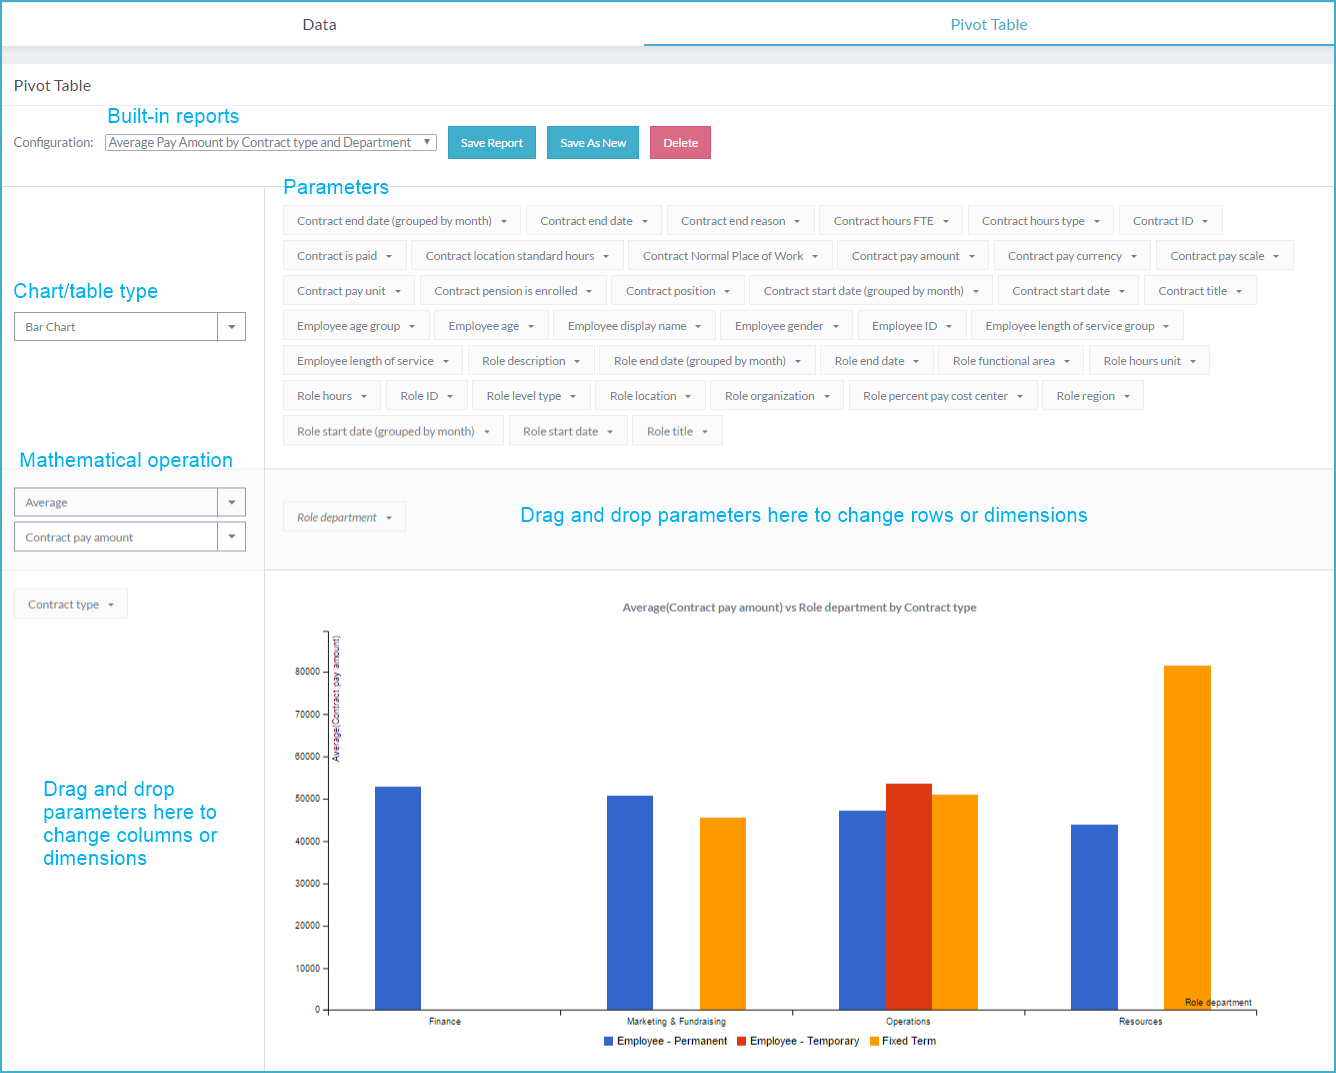 Data
Pivot Table
Pivot Table
Built-in reports
Configuration: Average Pay Amount by Contract type and Department Save Report Save As New Delete
Parameters
Contract end date (grouped by month) Contract end date Contract end reason Contract hours FTE Contract hours type Contract ID
Contract is paid Contract location standard hours Contract Normal Place of Work Contract pay amount Contract pay currency Contract pay scale
Contract pay unit Contract pension is enrolled Contract position Contract start date (grouped by month) Contract start date Contract title
Employee age group Employee age Employee display name Employee gender Employee ID Employee length of service group
Employee length of service Role description Role end date (grouped by month) Role end date Role functional area Role hours unit
Role hours Role ID Role level type Role location Role organization Role percent pay cost center Role region
Role start date (grouped by month) Role start date Role title
Chart/table type
Bar Chart
Mathematical operation
Average
Contract pay amount
Role department
Drag and drop parameters here to change rows or dimensions
Contract type
Drag and drop
parameters here to
change columns or
dimensions
Average(Contract pay amount) vs Role department by Contract type
Average(Contract pay amount)
80000
70000
60000
50000
40000
30000
20000
10000
0
Role department
Finance Marketing & Fundraising Operations Resources
Employee - Permanent Employee - Temporary Fixed Term